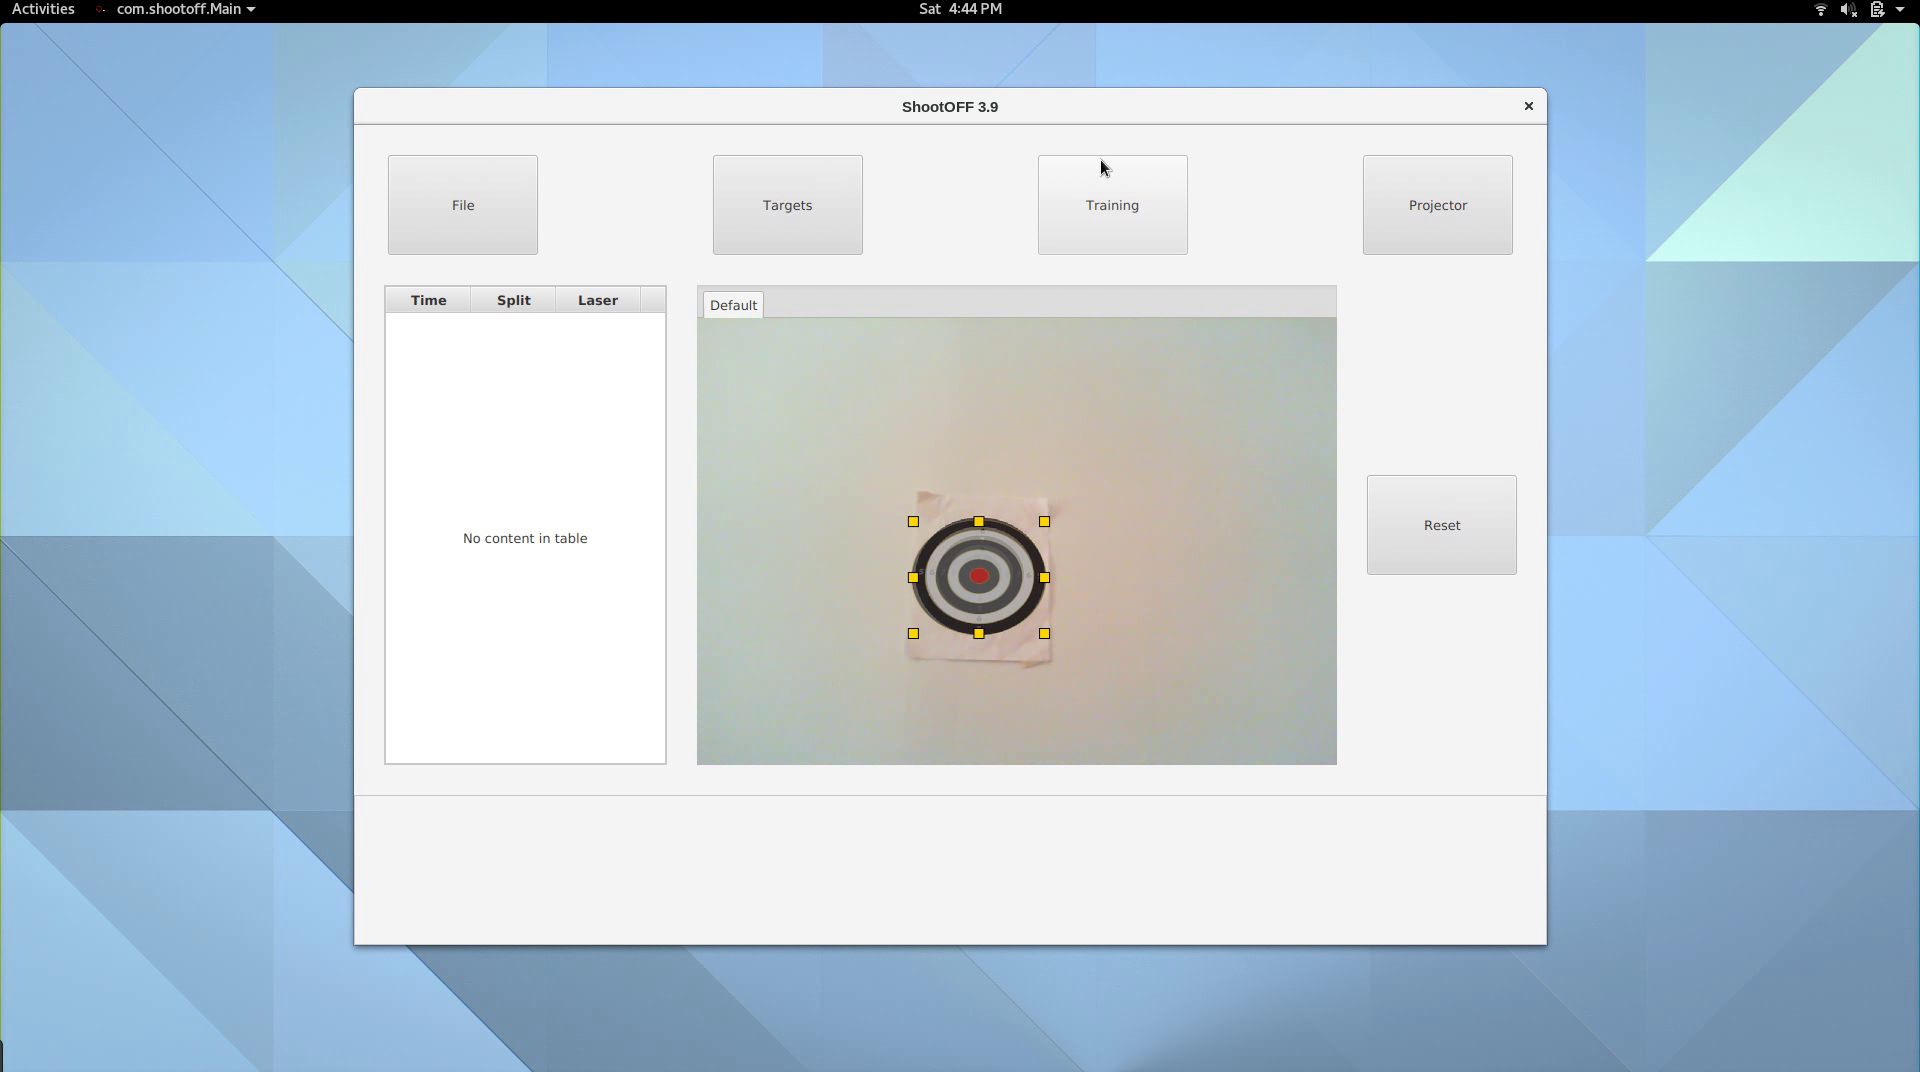 Activities com.shootoff.Main Sat 4:44 PM
ShootOFF 3.9
File Targets Training Projector
Time Split Laser
Default
No content in table
Reset